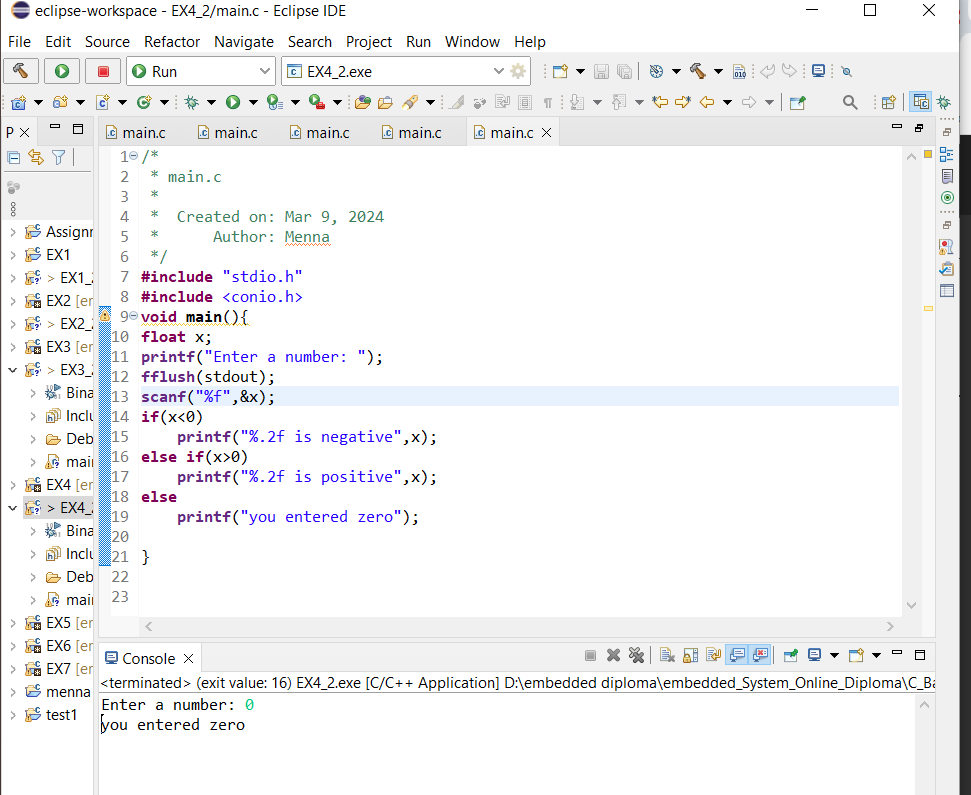 eclipse-workspace - EX4_2/main.c - Eclipse IDE
File Edit Source Refactor Navigate Search Project Run Window Help
Run EX4_2.exe
010
P main.c main.c main.c main.c main.c
1 /*
2 * main.c
3 *
4 * Created on: Mar 9, 2024
5 * Author: Menna
6 */
7 #include "stdio.h"
8 #include <conio.h>
9 void main(){
10 float x;
11 printf("Enter a number: ");
12 fflush(stdout);
13 scanf("%f",&x);
14 if(x<0)
15 printf("%.2f is negative",x);
16 else if(x>0)
17 printf("%.2f is positive",x);
18 else
19 printf("you entered zero");
20
21 }
22
23
Assignr
EX1
> EX1_2
EX2 [er
> EX2_2
EX3 [er
> EX3_2
Bina
Inclu
Deb
mair
EX4 [er
> EX4_2
Bina
Inclu
Deb
mair
EX5 [er
EX6 [er
EX7 [er
menna
test1
Console
<terminated> (exit value: 16) EX4_2.exe [C/C++ Application] D:\embedded diploma\embedded_System_Online_Diploma\C_Ba
Enter a number: 0
you entered zero